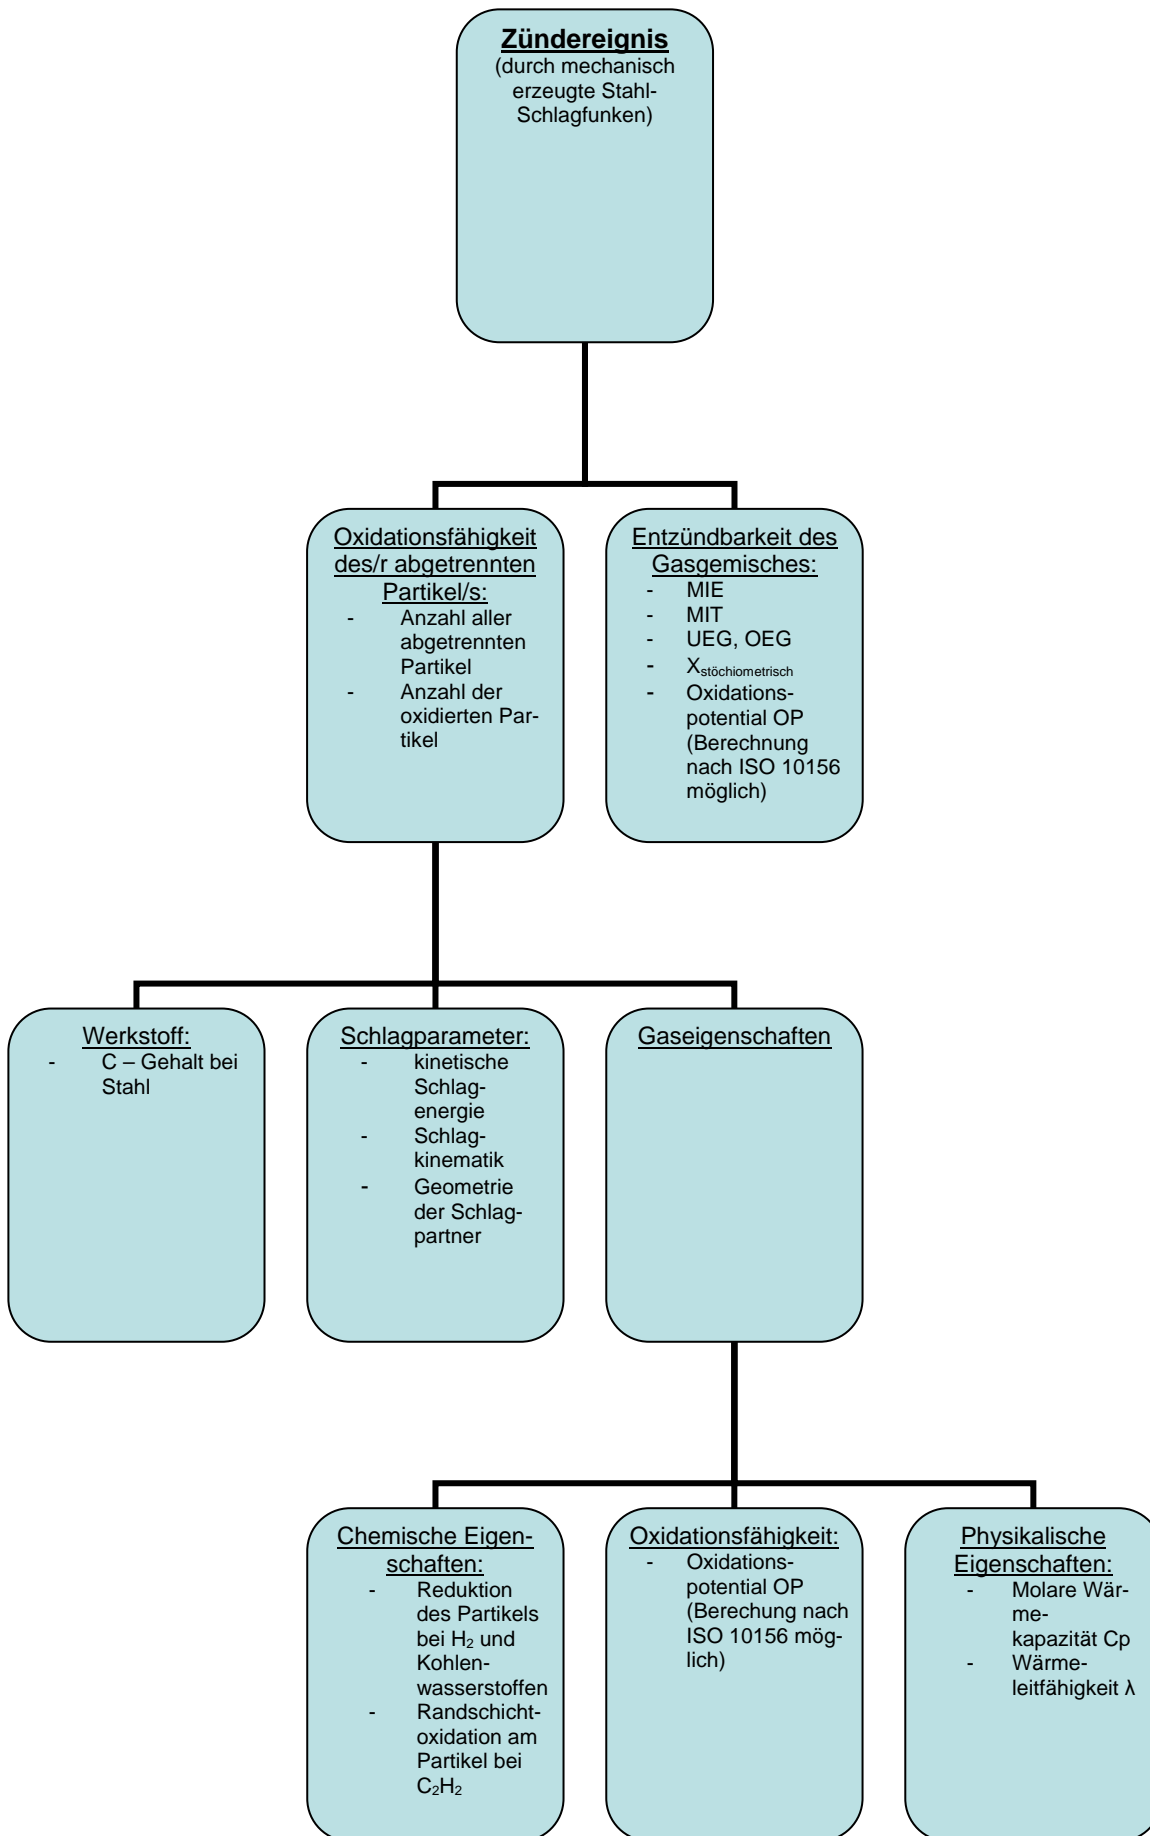 Zündereignis
(durch mechanisch
erzeugte Stahl-
Schlagfunken)
Oxidationsfähigkeit
des/r abgetrennten
Partikel/s:
- Anzahl aller
abgetrennten
Partikel
- Anzahl der
oxidierten Par-
tikel
Entzündbarkeit des
Gasgemisches:
- MIE
- MIT
- UEG, OEG
- Xstöchiometrisch
- Oxidations-
potential OP
(Berechnung
nach ISO 10156
möglich)
Werkstoff:
- C – Gehalt bei
Stahl
Schlagparameter:
- kinetische
Schlag-
energie
- Schlag-
kinematik
- Geometrie
der Schlag-
partner
Gaseigenschaften
Chemische Eigen-
schaften:
- Reduktion
des Partikels
bei H₂ und
Kohlen-
wasserstoffen
- Randschicht-
oxidation am
Partikel bei
C₂H₂
Oxidationsfähigkeit:
- Oxidations-
potential OP
(Berechung nach
ISO 10156 mög-
lich)
Physikalische
Eigenschaften:
- Molare Wär-
me-
kapazität Cp
- Wärme-
leitfähigkeit λ